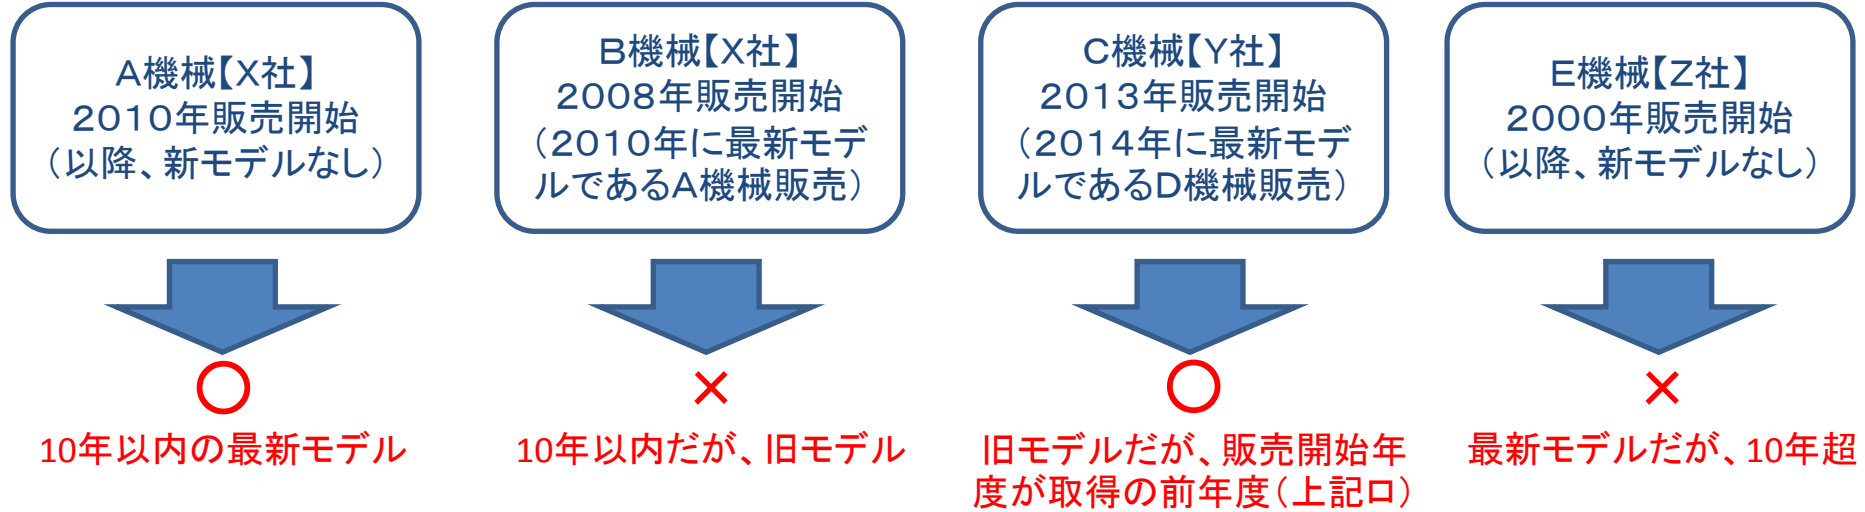 A機械【X社】
2010年販売開始
(以降、新モデルなし)
B機械【X社】
2008年販売開始
(2010年に最新モデ
ルであるA機械販売)
C機械【Y社】
2013年販売開始
(2014年に最新モデ
ルであるD機械販売)
E機械【Z社】
2000年販売開始
(以降、新モデルなし)
○
10年以内の最新モデル
×
10年以内だが、旧モデル
○
旧モデルだが、販売開始年
度が取得の前年度(上記ロ)
×
最新モデルだが、10年超